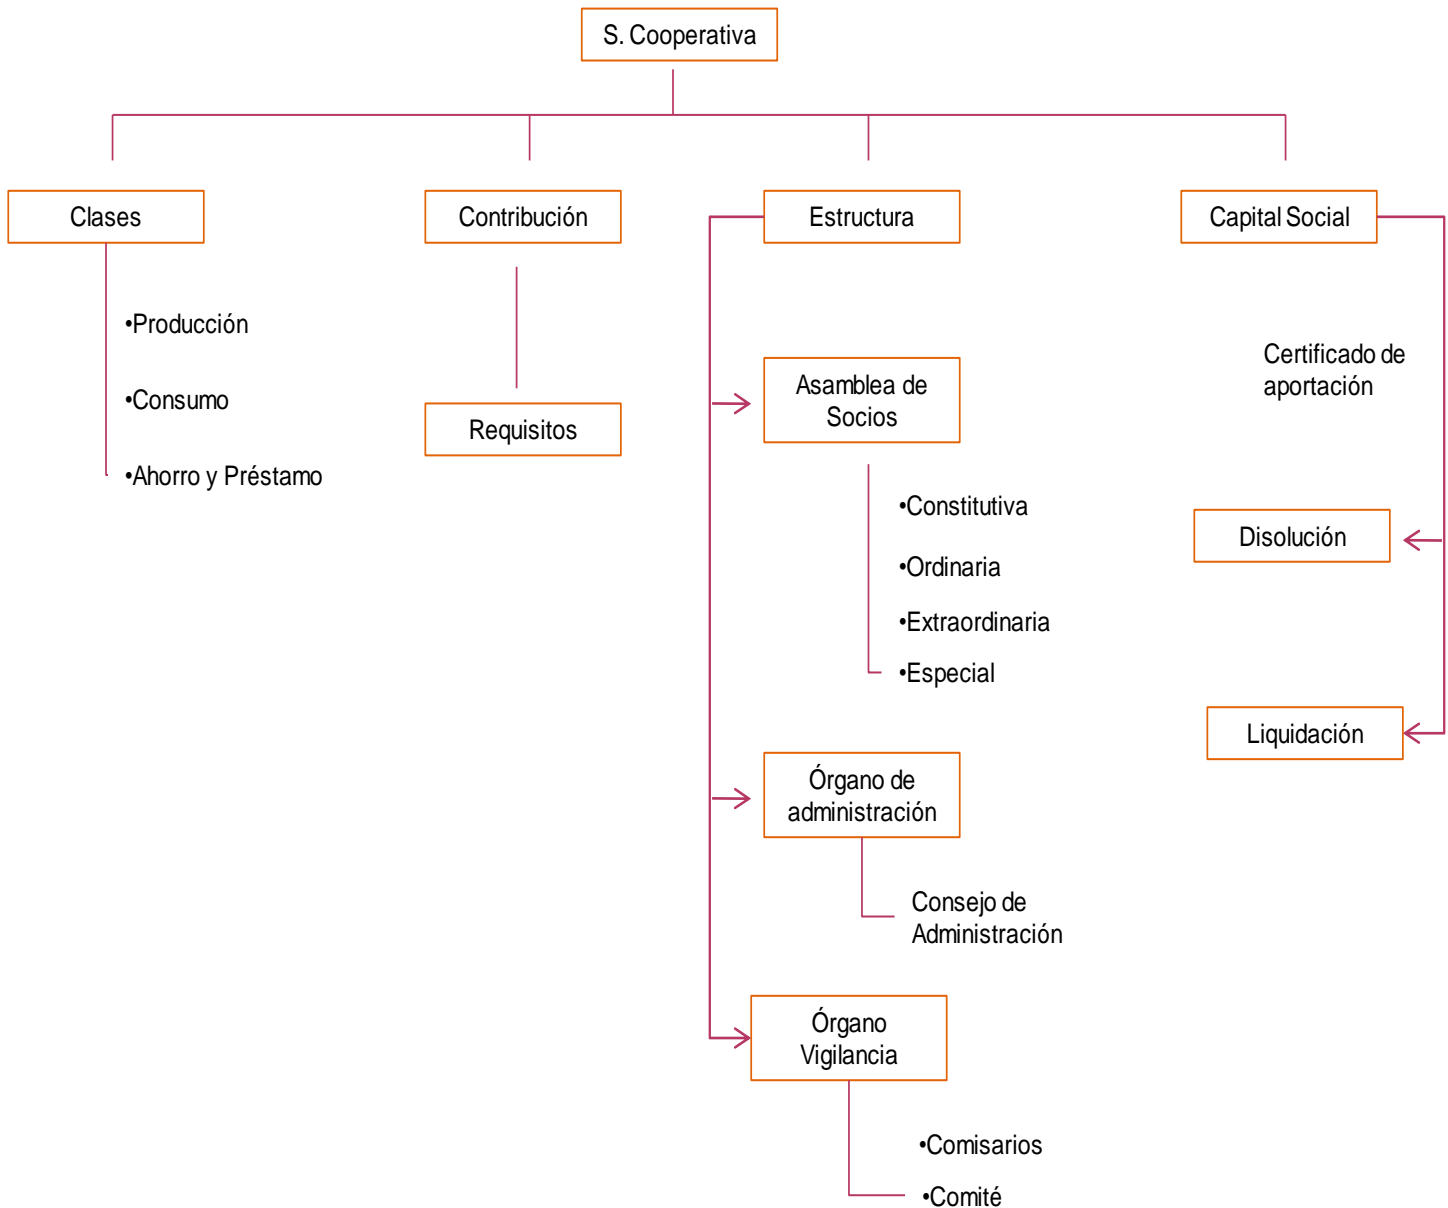 S. Cooperativa
Clases
•Producción
•Consumo
•Ahorro y Préstamo
Contribución
Requisitos
Estructura
Asamblea de
Socios
•Constitutiva
•Ordinaria
•Extraordinaria
•Especial
Órgano de
administración
Consejo de
Administración
Órgano
Vigilancia
•Comisarios
•Comité
Capital Social
Certificado de
aportación
Disolución
Liquidación